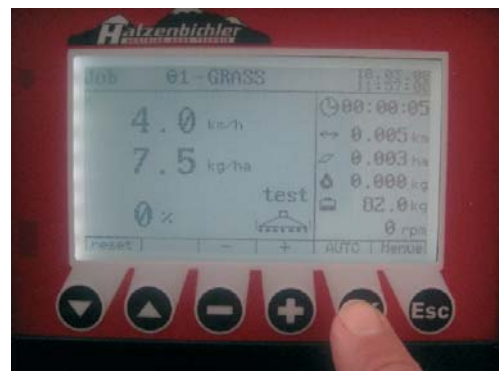 Hatzenbichler
Job 01-GRASS
4.0 km/h
7.5 kg/ha
0 %
test
00:00:05
0.005 km
0.003 ha
0.000 kg
82.0 kg
0 rpm
reset - + AUTO Menue
Esc